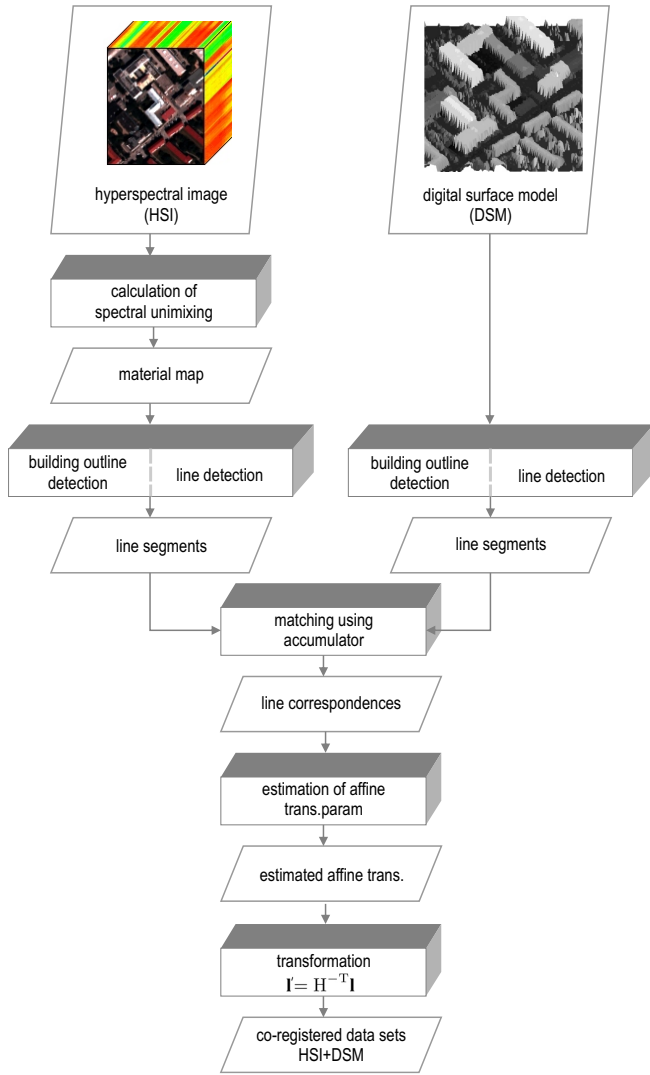 hyperspectral image
(HSI)
digital surface model
(DSM)
calculation of
spectral unimixing
material map
building outline
detection
line detection
building outline
detection
line detection
line segments
line segments
matching using
accumulator
line correspondences
estimation of affine
trans.param
estimated affine trans.
transformation
l′= H⁻ᵀl
co-registered data sets
HSI+DSM